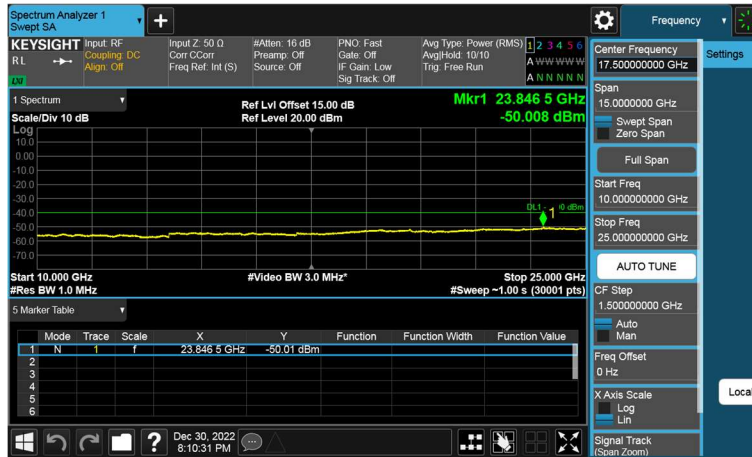 Spectrum Analyzer 1
Swept SA
Frequency
KEYSIGHT
RL
LXI
Input: RF
Coupling: DC
Align: Off
Input Z: 50 Ω
Corr CCorr
Freq Ref: Int (S)
#Atten: 16 dB
Preamp: Off
Source: Off
PNO: Fast
Gate: Off
IF Gain: Low
Sig Track: Off
Avg Type: Power (RMS)
Avg|Hold: 10/10
Trig: Free Run
1 2 3 4 5 6
A W W W W W
A N N N N N
1 Spectrum
Scale/Div 10 dB
Ref Lvl Offset 15.00 dB
Ref Level 20.00 dBm
Mkr1 23.846 5 GHz
-50.008 dBm
Log
10.0
0.00
-10.0
-20.0
-30.0
-40.0
-50.0
-60.0
-70.0
DL1
dBm
1
Start 10.000 GHz
#Res BW 1.0 MHz
#Video BW 3.0 MHz*
Stop 25.000 GHz
#Sweep ~1.00 s (30001 pts)
5 Marker Table
Mode Trace Scale X Y Function Function Width Function Value
1 N 1 f 23.846 5 GHz -50.01 dBm
2
3
4
5
6
Dec 30, 2022
8:10:31 PM
Center Frequency
17.500000000 GHz
Span
15.0000000 GHz
Swept Span
Zero Span
Full Span
Start Freq
10.000000000 GHz
Stop Freq
25.000000000 GHz
AUTO TUNE
CF Step
1.500000000 GHz
Auto
Man
Freq Offset
0 Hz
X Axis Scale
Log
Lin
Signal Track
(Span Zoom)
Settings
Local